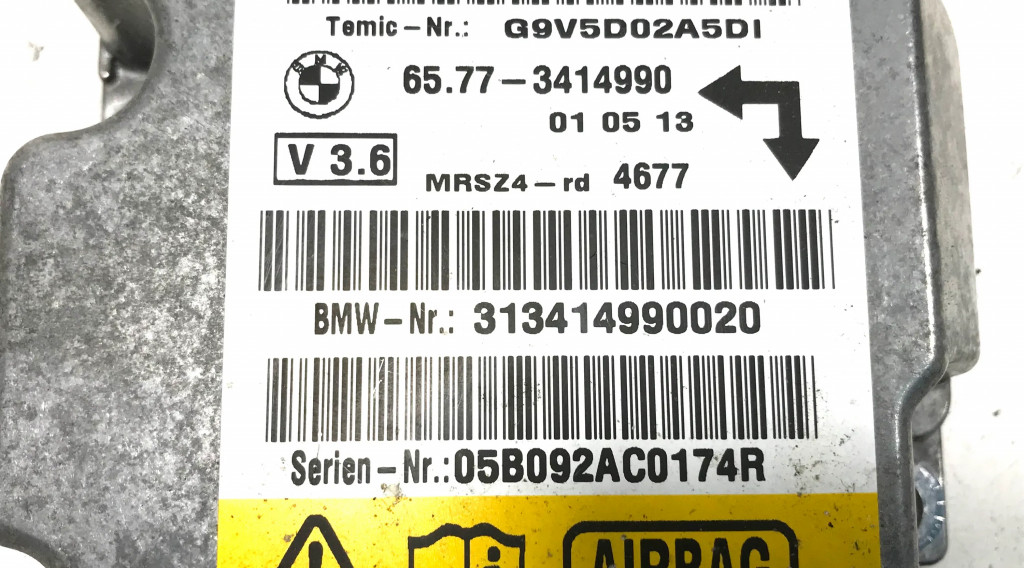 Temic-Nr.: G9V5D02A5DI
BMW
65.77-3414990
01 05 13
V 3.6
MRSZ4-rd 4677
BMW-Nr.: 313414990020
Serien-Nr.: 05B092AC0174R
AIRBAG